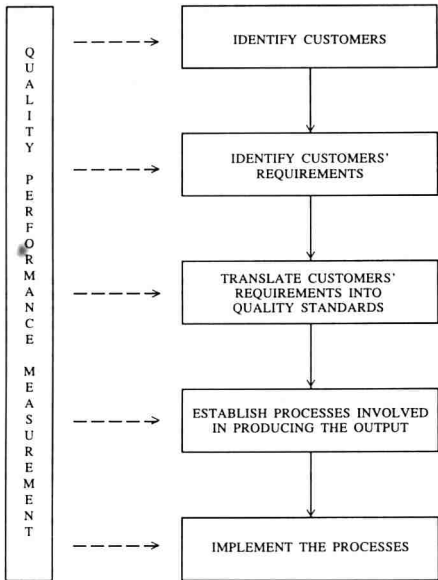 QUALITY PERFORMANCE MEASUREMENT
IDENTIFY CUSTOMERS
IDENTIFY CUSTOMERS'
REQUIREMENTS
TRANSLATE CUSTOMERS'
REQUIREMENTS INTO
QUALITY STANDARDS
ESTABLISH PROCESSES INVOLVED
IN PRODUCING THE OUTPUT
IMPLEMENT THE PROCESSES